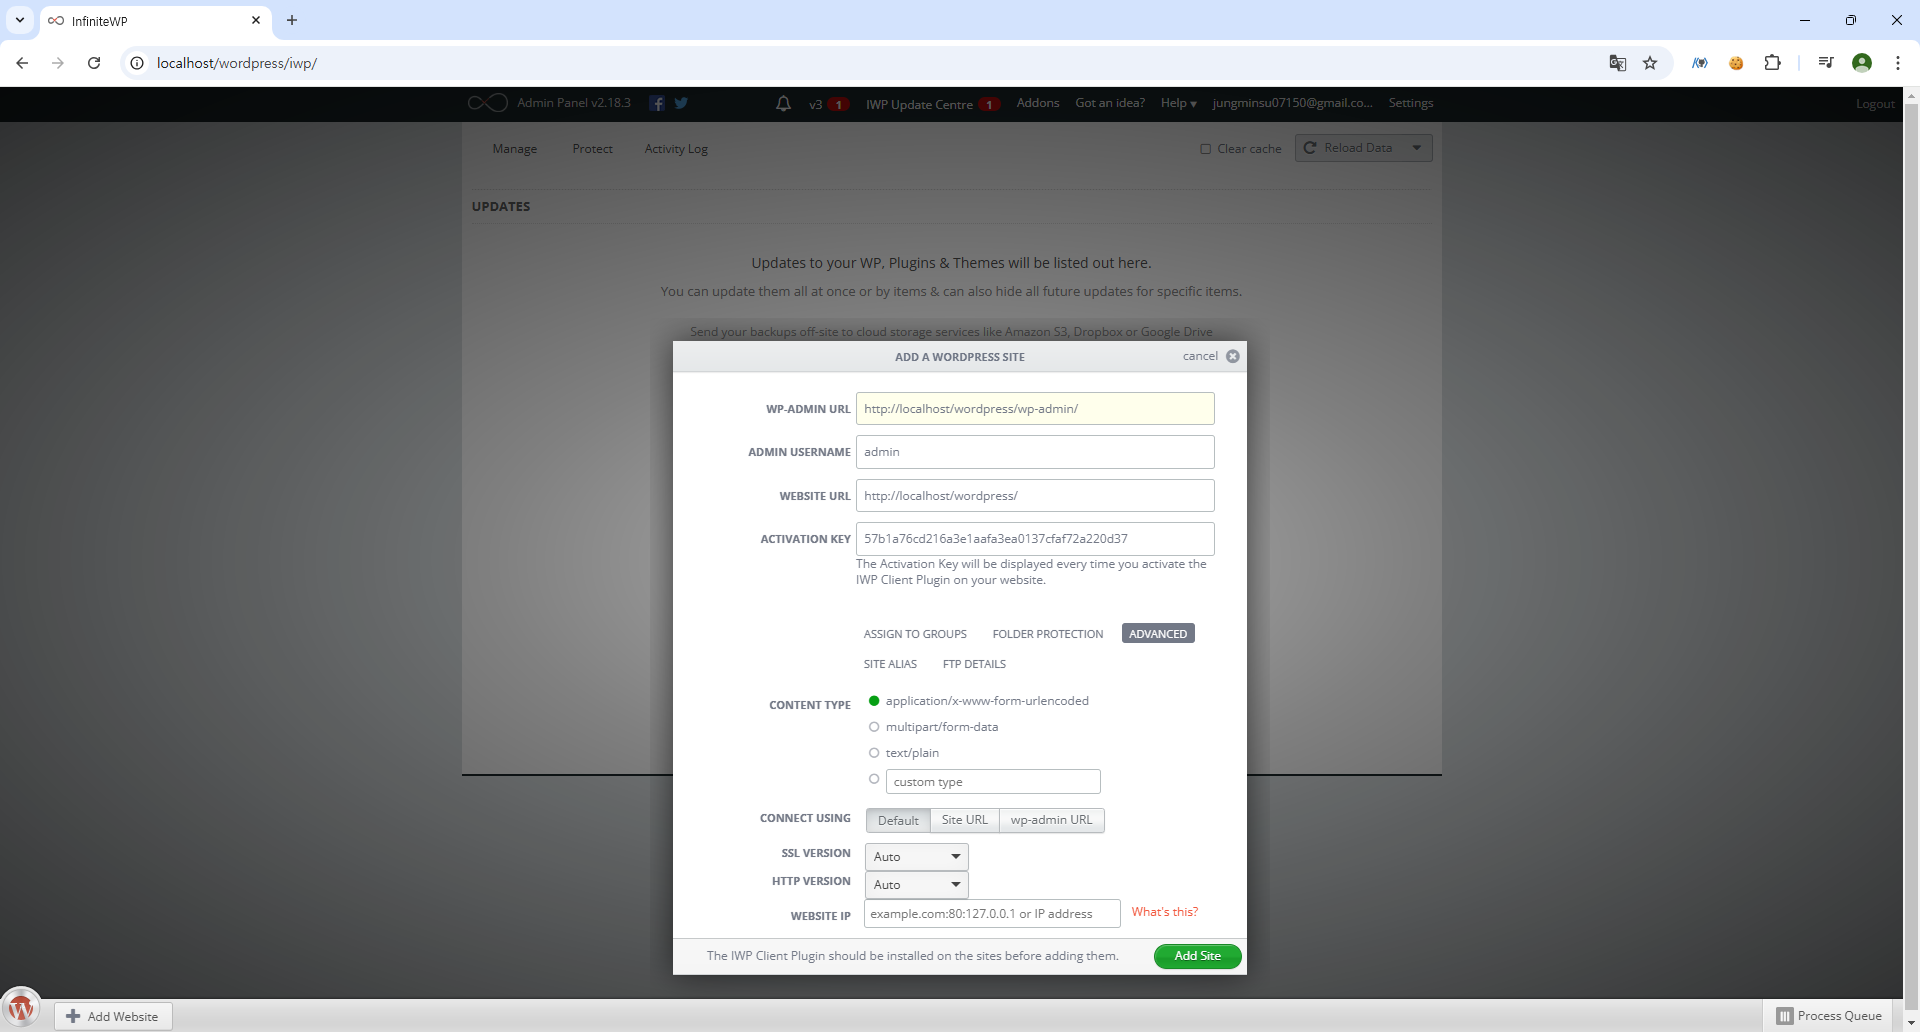 InfiniteWP
localhost/wordpress/iwp/
Admin Panel v2.18.3
v3 1 IWP Update Centre 1 Addons Got an idea? Help jungminsu07150@gmail.co... Settings Logout
Manage Protect Activity Log Clear cache Reload Data
UPDATES
Updates to your WP, Plugins & Themes will be listed out here.
You can update them all at once or by items & can also hide all future updates for specific items.
Send your backups off-site to cloud storage services like Amazon S3, Dropbox or Google Drive
ADD A WORDPRESS SITE cancel
WP-ADMIN URL http://localhost/wordpress/wp-admin/
ADMIN USERNAME admin
WEBSITE URL http://localhost/wordpress/
ACTIVATION KEY 57b1a76cd216a3e1aafa3ea0137cfaf72a220d37
The Activation Key will be displayed every time you activate the
IWP Client Plugin on your website.
ASSIGN TO GROUPS FOLDER PROTECTION ADVANCED
SITE ALIAS FTP DETAILS
CONTENT TYPE application/x-www-form-urlencoded
multipart/form-data
text/plain
custom type
CONNECT USING Default Site URL wp-admin URL
SSL VERSION Auto
HTTP VERSION Auto
WEBSITE IP example.com:80:127.0.0.1 or IP address What's this?
The IWP Client Plugin should be installed on the sites before adding them. Add Site
Add Website Process Queue